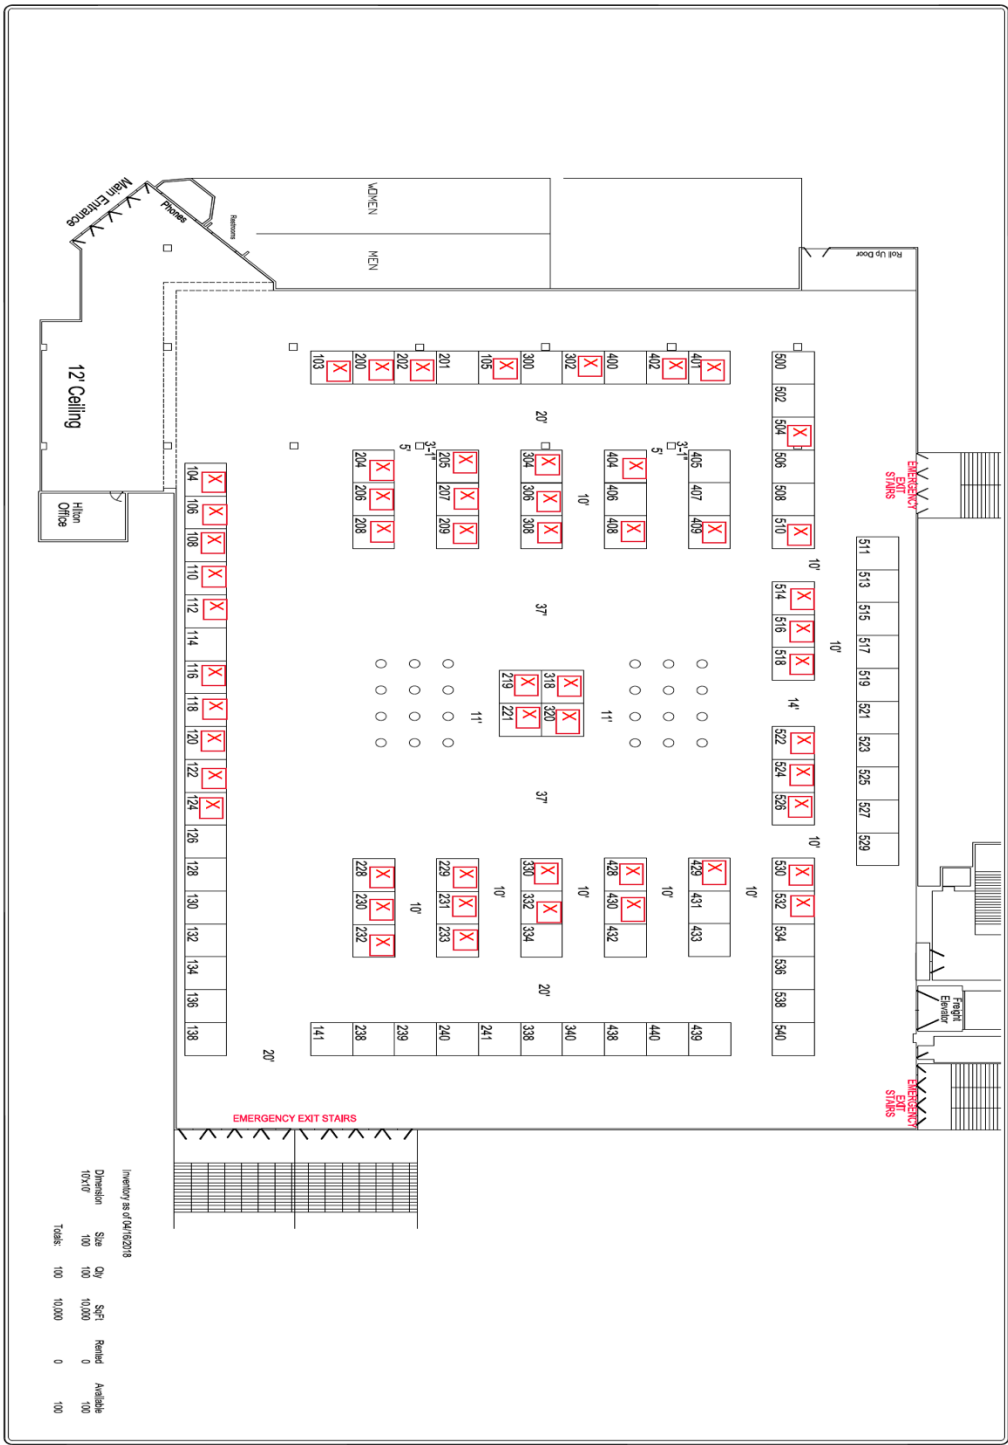 Main Entrance
Phones
Restrooms
WOMEN
MEN
Roll Up Door
12' Ceiling
Hilton
Office
EMERGENCY
EXIT
STAIRS
103 X
200 X
202 X
201
105 X
300
302 X
400
402 X
401 X
500
502
504 X
506
508
510 X
20'
5'
3'-1"
5'
3'-1"
204 X
206 X
208 X
205 X
207 X
209 X
304 X
306 X
308 X
10'
404 X
406
408 X
405
407
409 X
10'
511
513
515
517
519
521
523
525
527
529
514 X
516 X
518 X
10'
14'
522 X
524 X
526 X
10'
104 X
106 X
108 X
110 X
112 X
114
116 X
118 X
120 X
122 X
124 X
126
128
130
132
134
136
138
37'
219 X
318 X
221 X
320 X
11'
11'
37'
228 X
230 X
232 X
10'
229 X
231 X
233 X
10'
330 X
332 X
334
10'
428 X
430 X
432
10'
429 X
431
433
10'
530 X
532 X
534
536
538
540
20'
141
238
239
240
241
338
340
438
440
439
20'
Freight
Elevator
EMERGENCY
EXIT
STAIRS
EMERGENCY EXIT STAIRS
Inventory as of 04/16/2018
Dimension Size Qty SqFt Rented Available
10'x10' 100 100 10,000 0 100
Totals: 100 10,000 0 100